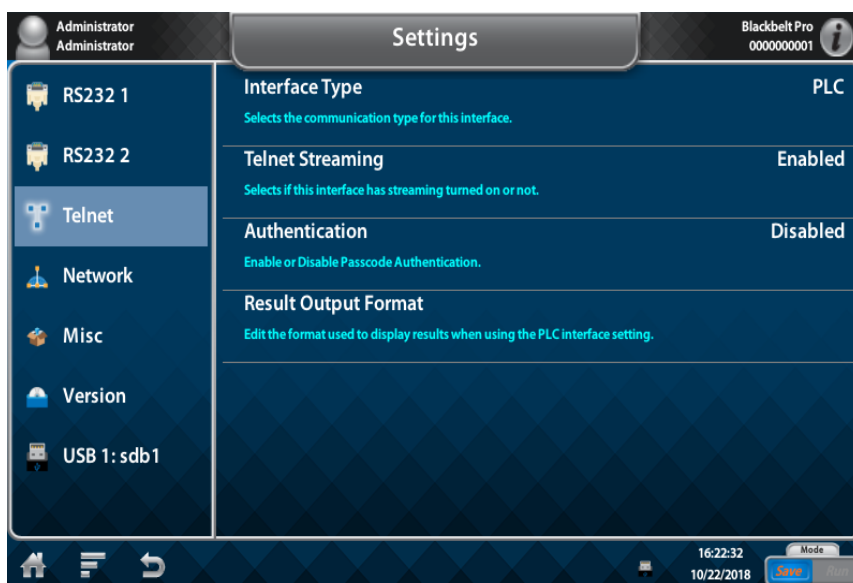 Administrator
Administrator
Settings
Blackbelt Pro
0000000001
RS232 1
RS232 2
Telnet
Network
Misc
Version
USB 1: sdb1
Interface Type
PLC
Selects the communication type for this interface.
Telnet Streaming
Enabled
Selects if this interface has streaming turned on or not.
Authentication
Disabled
Enable or Disable Passcode Authentication.
Result Output Format
Edit the format used to display results when using the PLC interface setting.
16:22:32
10/22/2018
Mode
Save
Run